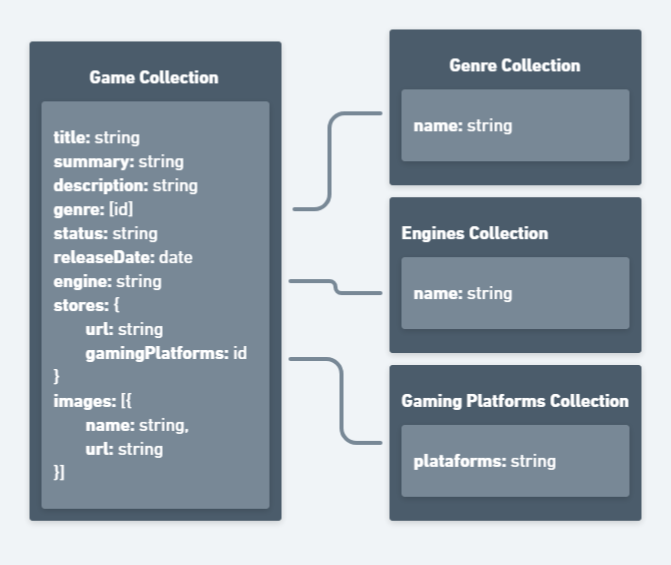 Game Collection
title: string
summary: string
description: string
genre: [id]
status: string
releaseDate: date
engine: string
stores: {
url: string
gamingPlatforms: id
}
images: [{
name: string,
url: string
}]
Genre Collection
name: string
Engines Collection
name: string
Gaming Platforms Collection
plataforms: string